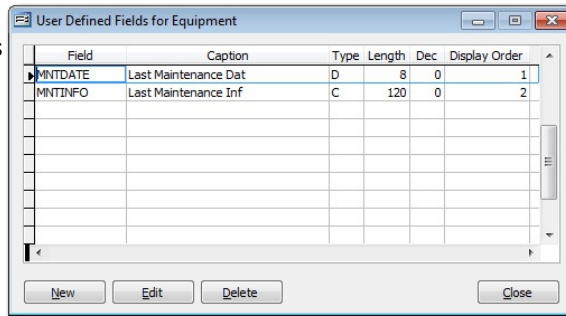 User Defined Fields for Equipment
s
Field Caption Type Length Dec Display Order
MNTDATE Last Maintenance Dat D 8 0 1
MNTINFO Last Maintenance Inf C 120 0 2
New Edit Delete Close